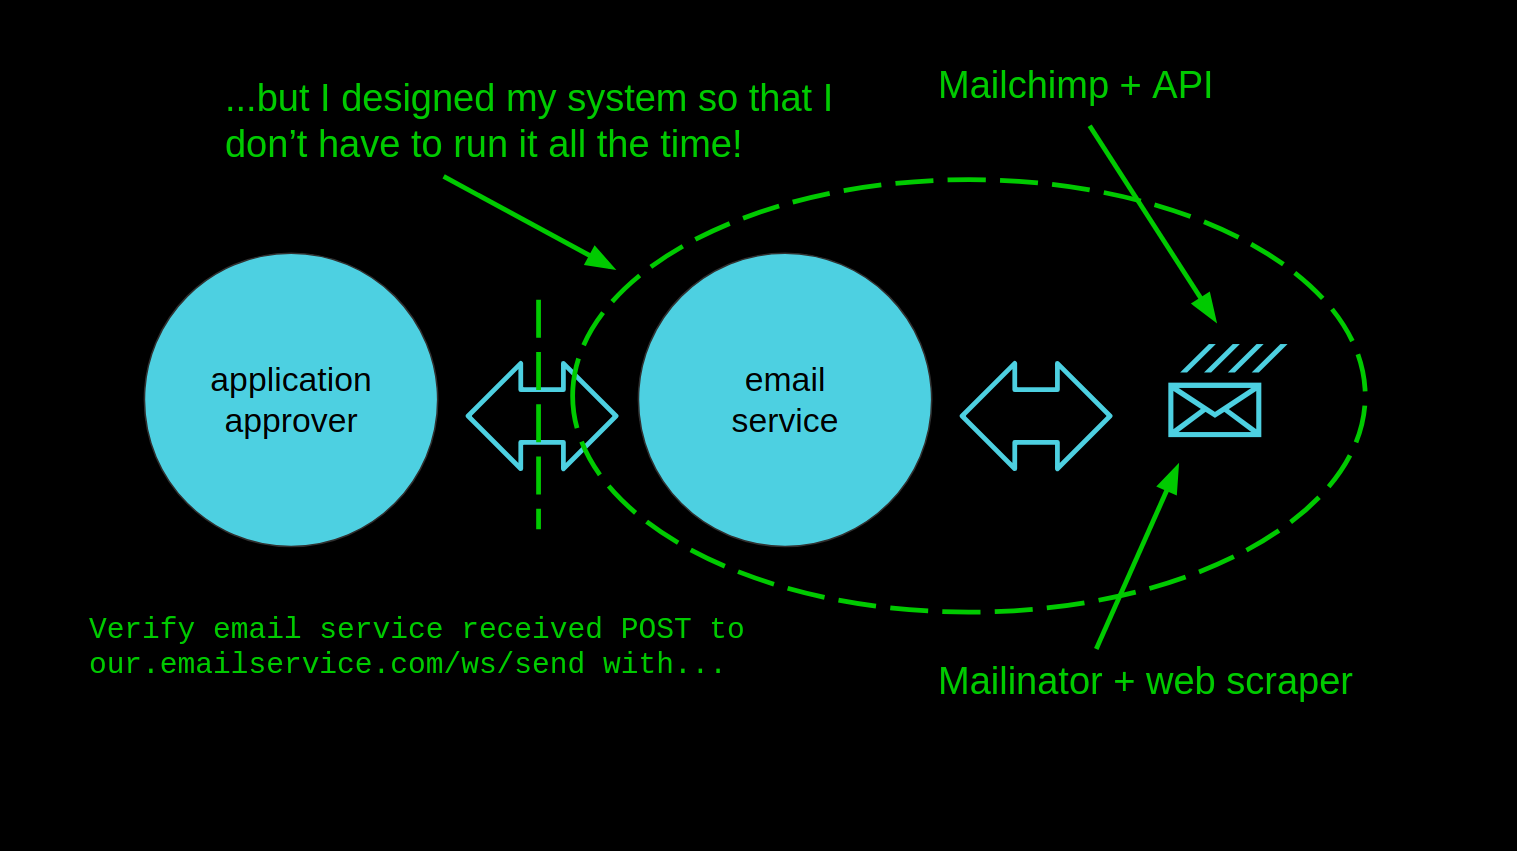 ...but I designed my system so that I
don’t have to run it all the time!
Mailchimp + API
application
approver
email
service
Verify email service received POST to
our.emailservice.com/ws/send with...
Mailinator + web scraper